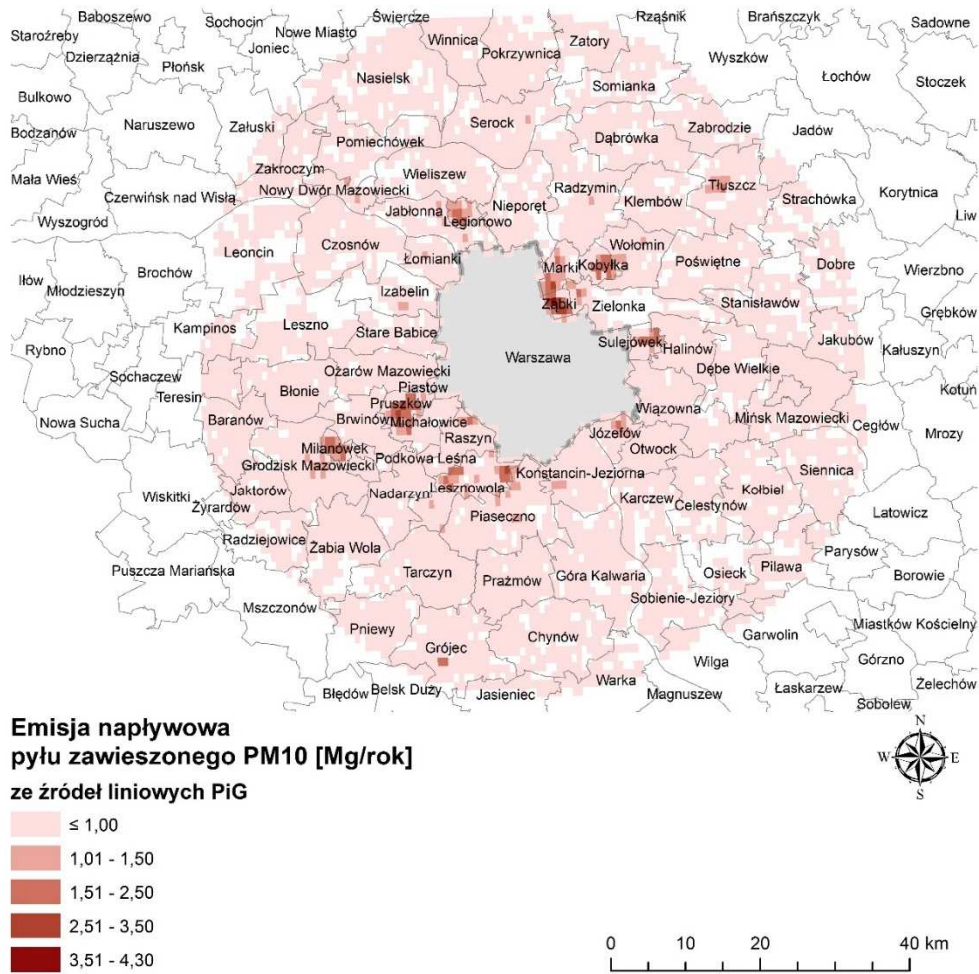 Baboszewo
Sochocin
Świercze
Rząśnik
Brańszczyk
Sadowne
Staroźreby
Dzierzążnia
Nowe Miasto
Joniec
Winnica
Zatory
Pokrzywnica
Wyszków
Płońsk
Łochów
Stoczek
Nasielsk
Somianka
Bulkowo
Naruszewo
Załuski
Serock
Zabrodzie
Bodzanów
Pomiechówek
Dąbrówka
Jadów
Mała Wieś
Zakroczym
Wieliszew
Nowy Dwór Mazowiecki
Radzymin
Tłuszcz
Czerwińsk nad Wisłą
Strachówka
Korytnica
Wyszogród
Jabłonna
Nieporęt
Klembów
Legionowo
Liw
Leoncin
Czosnów
Wołomin
Łomianki
Marki
Kobyłka
Poświętne
Dobre
Iłów
Brochów
Wierzbno
Młodzieszyn
Izabelin
Ząbki
Zielonka
Stanisławów
Grębków
Kampinos
Leszno
Stare Babice
Sulejówek
Jakubów
Rybno
Warszawa
Halinów
Kałuszyn
Sochaczew
Ożarów Mazowiecki
Dębe Wielkie
Teresin
Błonie
Piastów
Kotuń
Pruszków
Wiązowna
Nowa Sucha
Baranów
Brwinów
Michałowice
Mińsk Mazowiecki
Cegłów
Mrozy
Raszyn
Józefów
Milanówek
Podkowa Leśna
Otwock
Grodzisk Mazowiecki
Konstancin-Jeziorna
Siennica
Wiskitki
Jaktorów
Nadarzyn
Lesznowola
Karczew
Kołbiel
Celestynów
Żyrardów
Piaseczno
Latowicz
Radziejowice
Żabia Wola
Parysów
Puszcza Mariańska
Tarczyn
Prażmów
Góra Kalwaria
Osieck
Pilawa
Borowie
Mszczonów
Sobienie-Jeziory
Pniewy
Chynów
Garwolin
Miastków Kościelny
Grójec
Wilga
Górzno
Błędów
Belsk Duży
Jasieniec
Warka
Magnuszew
Łaskarzew
Żelechów
Sobolew
Emisja napływowa
pyłu zawieszonego PM10 [Mg/rok]
ze źródeł liniowych PiG
≤ 1,00
1,01 - 1,50
1,51 - 2,50
2,51 - 3,50
3,51 - 4,30
N
W E
S
0 10 20 40 km